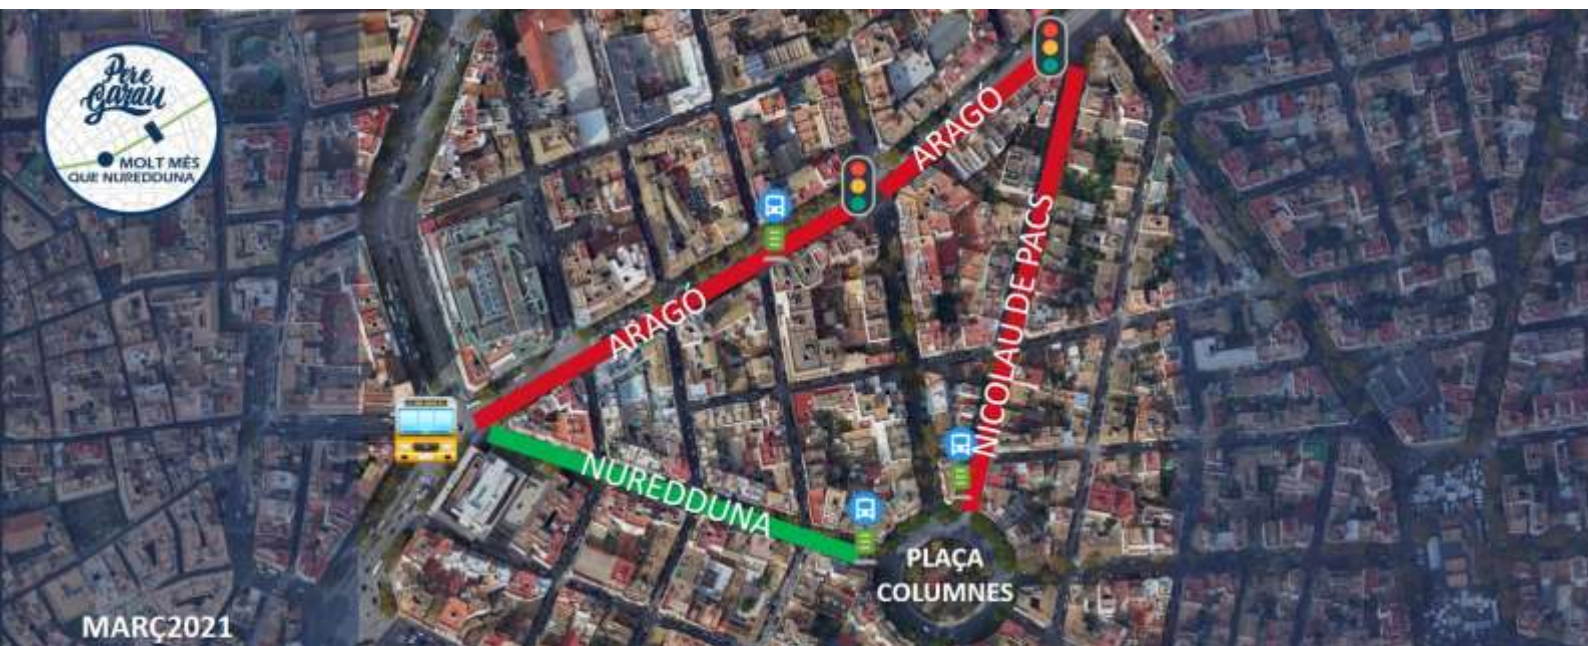 Pere
Garau
MOLT MÉS
QUE NUREDDUNA
ARAGÓ
ARAGÓ
NICOLAU DE PACS
NUREDDUNA
PLAÇA
COLUMNES
MARÇ2021